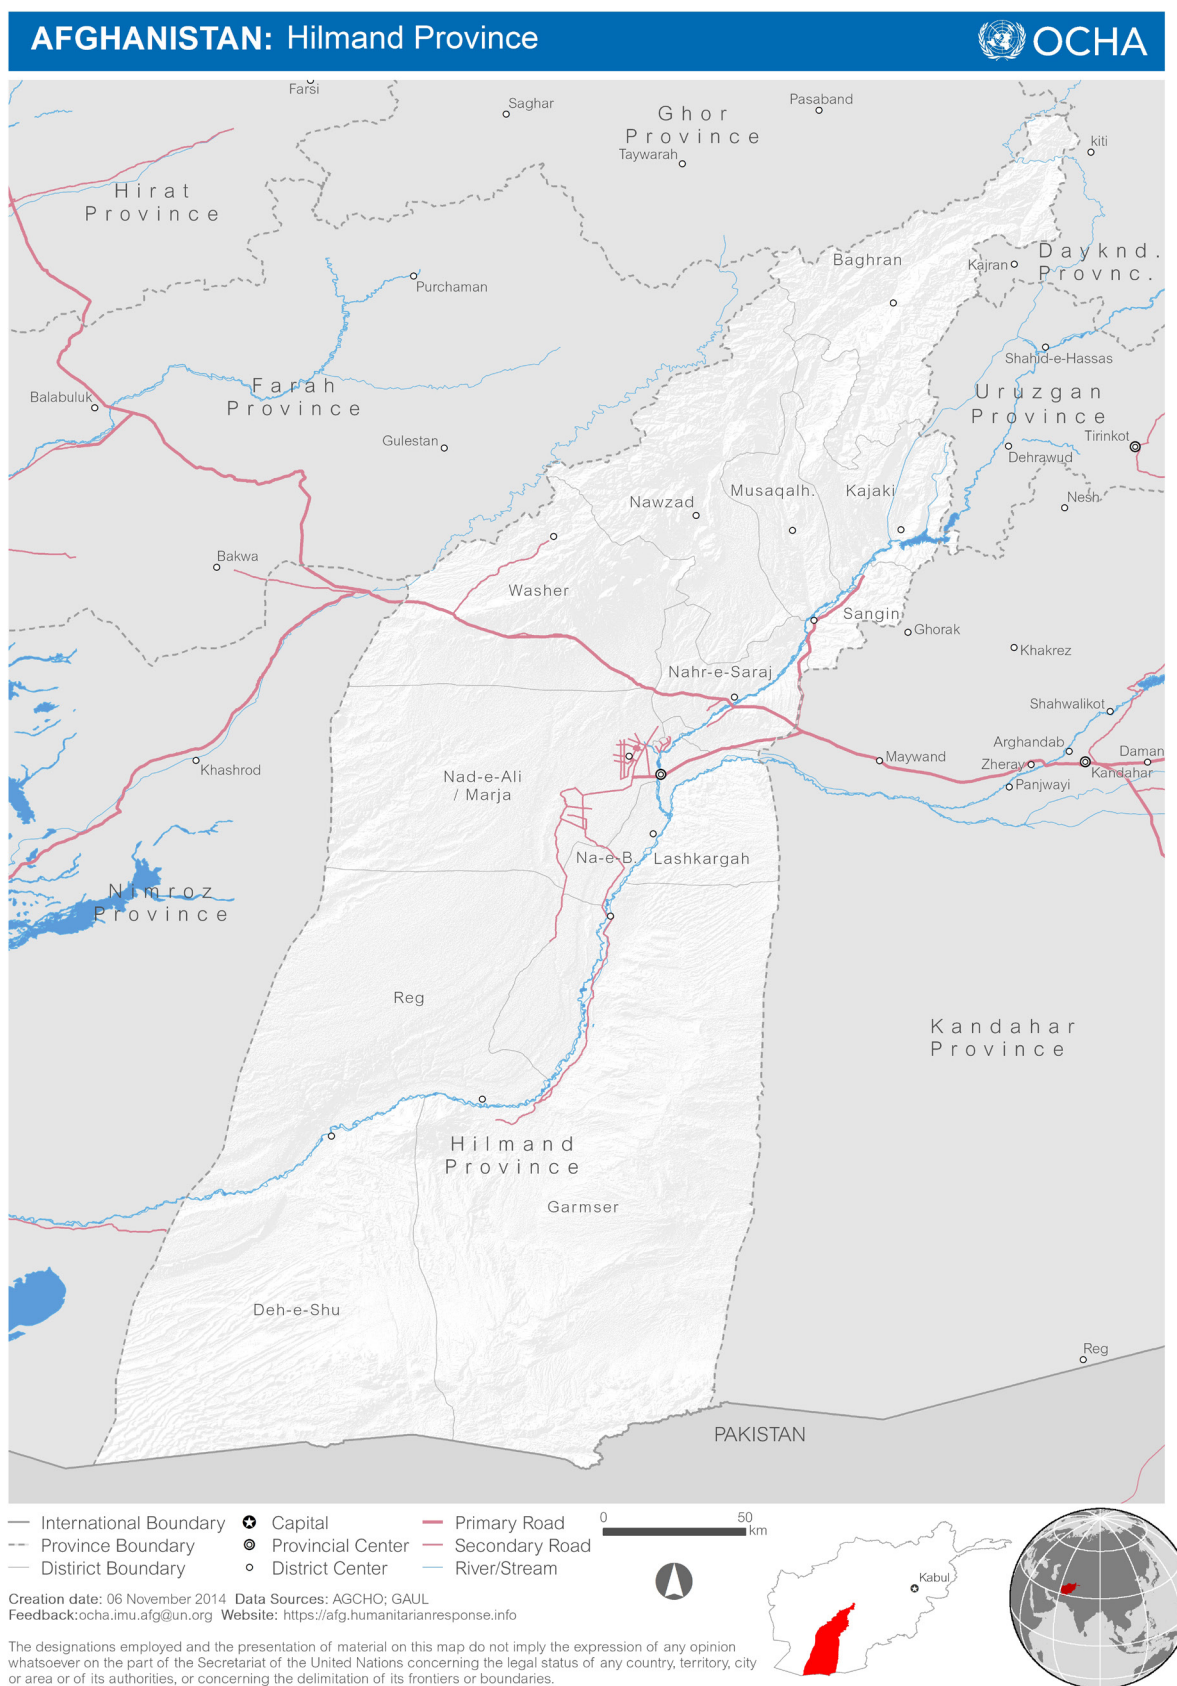 AFGHANISTAN: Hilmand Province
OCHA
Farsi
Saghar
Pasaband
Ghor
Province
Taywarah
kiti
Hirat
Province
Baghran
Kajran
Dayknd.
Provnc.
Purchaman
Shahid-e-Hassas
Farah
Province
Balabuluk
Uruzgan
Province
Tirinkot
Gulestan
Dehrawud
Nawzad
Musaqalh.
Kajaki
Nesh
Bakwa
Washer
Sangin
Ghorak
Khakrez
Nahr-e-Saraj
Shahwalikot
Khashrod
Nad-e-Ali
/ Marja
Maywand
Arghandab
Zheray
Daman
Kandahar
Panjwayi
Na-e-B.
Lashkargah
Nimroz
Province
Reg
Kandahar
Province
Hilmand
Province
Garmser
Deh-e-Shu
Reg
PAKISTAN
International Boundary
Capital
Primary Road
0 50
km
Province Boundary
Provincial Center
Secondary Road
Distirict Boundary
District Center
River/Stream
Kabul
Creation date: 06 November 2014 Data Sources: AGCHO; GAUL
Feedback:ocha.imu.afg@un.org Website: https://afg.humanitarianresponse.info
The designations employed and the presentation of material on this map do not imply the expression of any opinion
whatsoever on the part of the Secretariat of the United Nations concerning the legal status of any country, territory, city
or area or of its authorities, or concerning the delimitation of its frontiers or boundaries.